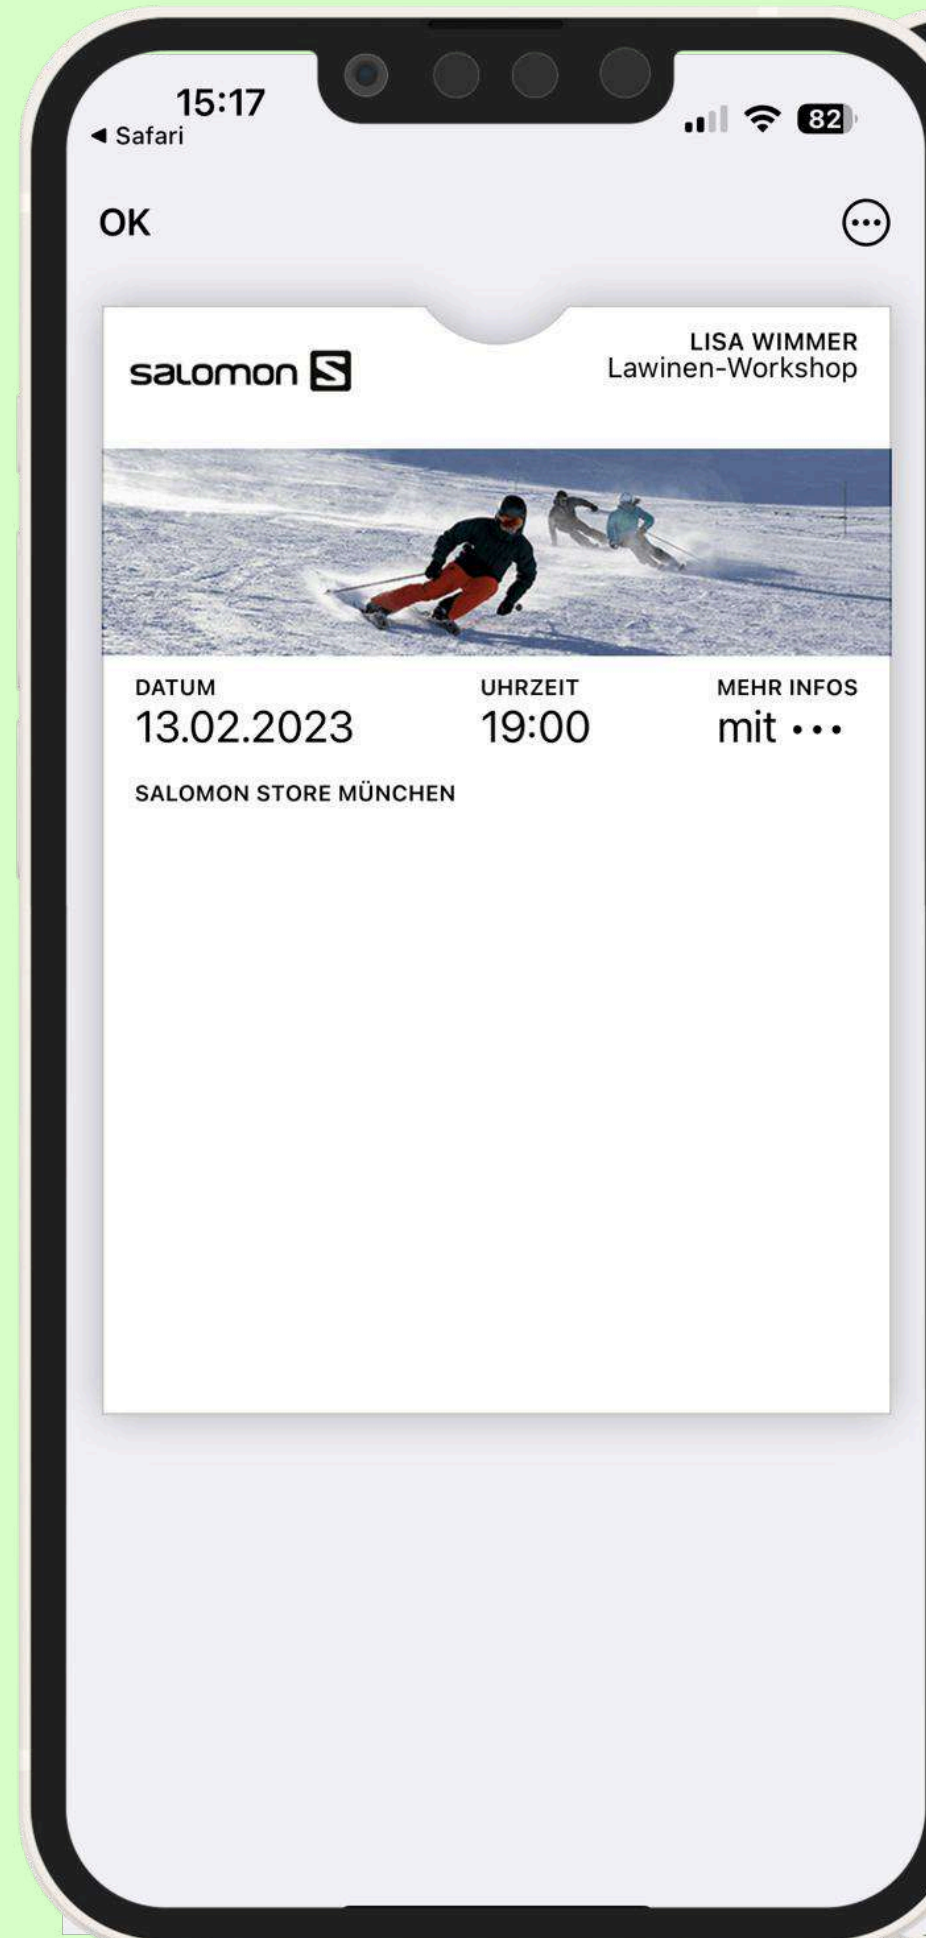 15:17
◀ Safari
82
OK
salomon S
LISA WIMMER
Lawinen-Workshop
DATUM
UHRZEIT
MEHR INFOS
13.02.2023
19:00
mit •••
SALOMON STORE MÜNCHEN